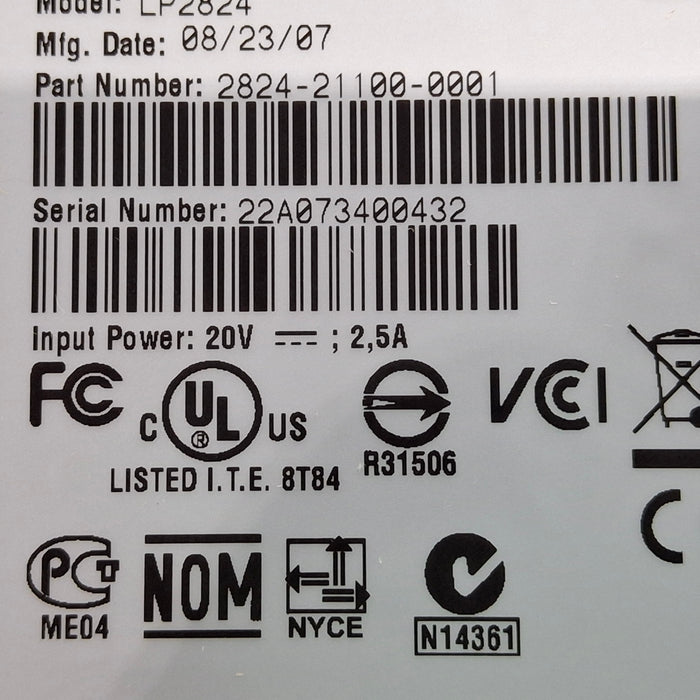 Model: LP2824
Mfg. Date: 08/23/07
Part Number: 2824-21100-0001
Serial Number: 22A073400432
Input Power: 20V ⎓ ; 2,5A
FC C UL ® US VCCI
R31506
LISTED I.T.E. 8T84
C
PCT NOM
ME04 NYCE N14361